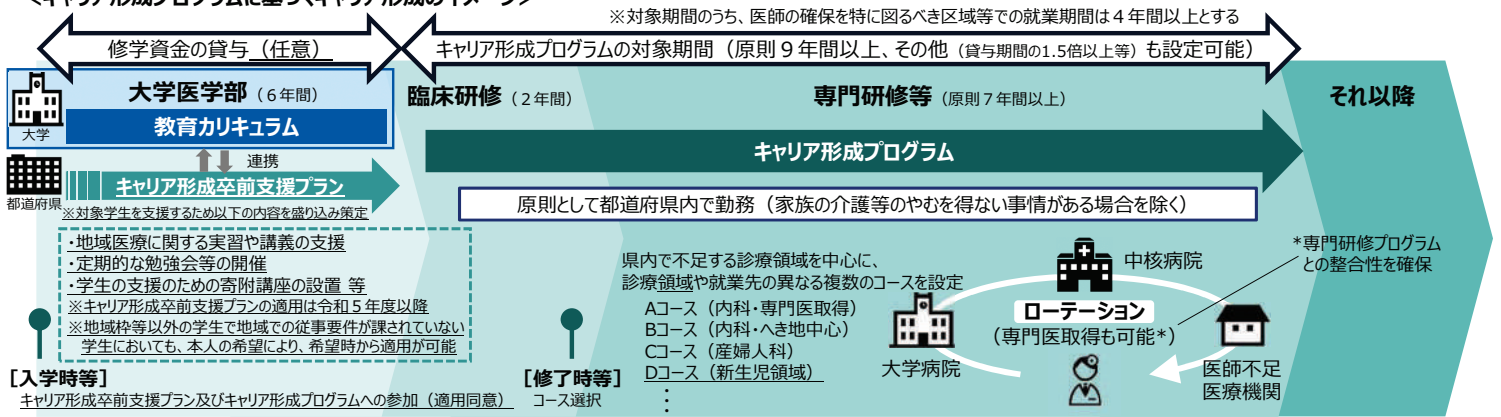 <キャリア形成プログラムに基づくキャリア形成のイメージ>
※対象期間のうち、医師の確保を特に図るべき区域等での就業期間は４年間以上とする
修学資金の貸与（任意）
キャリア形成プログラムの対象期間（原則９年間以上、その他（貸与期間の1.5倍以上等）も設定可能）
大学医学部（６年間）
臨床研修（２年間）
専門研修等（原則７年間以上）
それ以降
大学
教育カリキュラム
キャリア形成プログラム
連携
都道府県
キャリア形成卒前支援プラン
※対象学生を支援するため以下の内容を盛り込み策定
原則として都道府県内で勤務（家族の介護等のやむを得ない事情がある場合を除く）
・地域医療に関する実習や講義の支援
・定期的な勉強会等の開催
・学生の支援のための寄附講座の設置 等
※キャリア形成卒前支援プランの適用は令和５年度以降
※地域枠等以外の学生で地域での従事要件が課されていない
学生においても、本人の希望により、希望時から適用が可能
県内で不足する診療領域を中心に、
診療領域や就業先の異なる複数のコースを設定
Aコース（内科・専門医取得）
Bコース（内科・へき地中心）
Cコース（産婦人科）
Dコース（新生児領域）
⋮
中核病院
*専門研修プログラム
との整合性を確保
ローテーション
（専門医取得も可能*）
大学病院
医師不足
医療機関
[入学時等]
キャリア形成卒前支援プラン及びキャリア形成プログラムへの参加（適用同意）
[修了時等]
コース選択